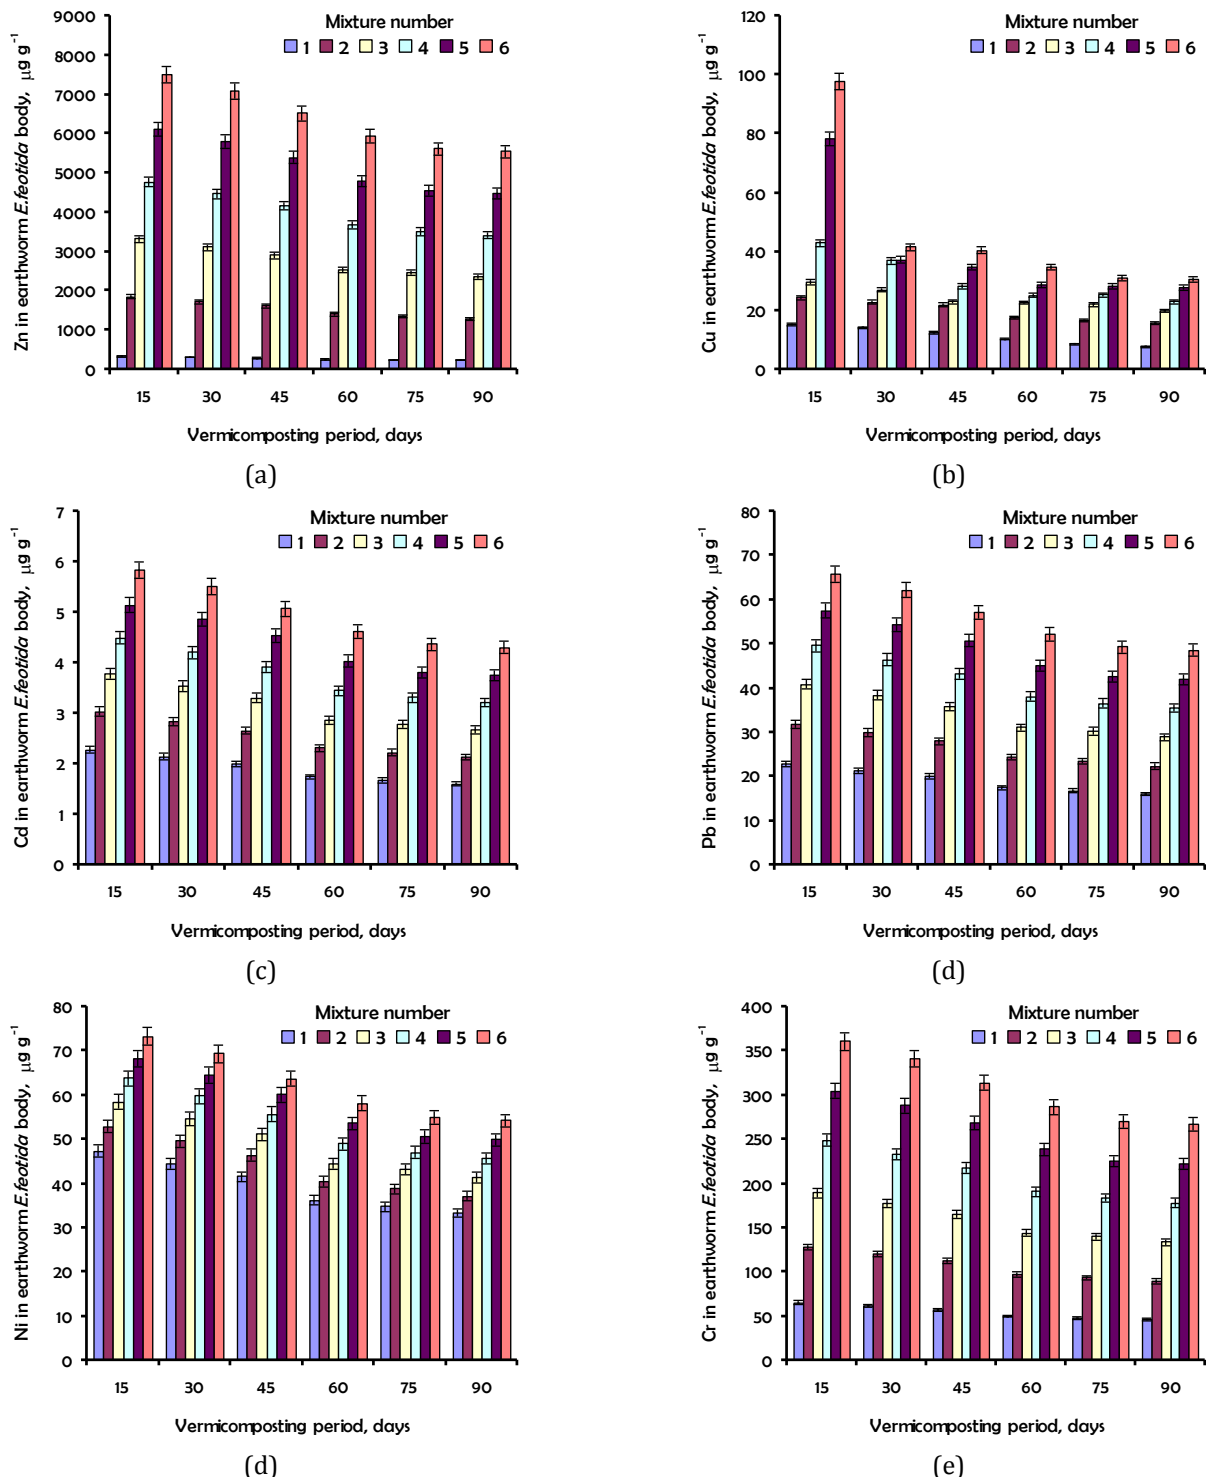 Mixture number
1 2 3 4 5 6
Zn in earthworm E.feotida body, μg g⁻¹
9000
8000
7000
6000
5000
4000
3000
2000
1000
0
15 30 45 60 75 90
Vermicomposting period, days
(a)
Mixture number
1 2 3 4 5 6
Cu in earthworm E.feotida body, μg g⁻¹
120
100
80
60
40
20
0
15 30 45 60 75 90
Vermicomposting period, days
(b)
Mixture number
1 2 3 4 5 6
Cd in earthworm E.feotida body, μg g⁻¹
7
6
5
4
3
2
1
0
15 30 45 60 75 90
Vermicomposting period, days
(c)
Mixture number
1 2 3 4 5 6
Pb in earthworm E.feotida body, μg g⁻¹
80
70
60
50
40
30
20
10
0
15 30 45 60 75 90
Vermicomposting period, days
(d)
Mixture number
1 2 3 4 5 6
Ni in earthworm E.feotida body, μg g⁻¹
80
70
60
50
40
30
20
10
0
15 30 45 60 75 90
Vermicomposting period, days
(d)
Mixture number
1 2 3 4 5 6
Cr in earthworm E.feotida body, μg g⁻¹
400
350
300
250
200
150
100
50
0
15 30 45 60 75 90
Vermicomposting period, days
(e)